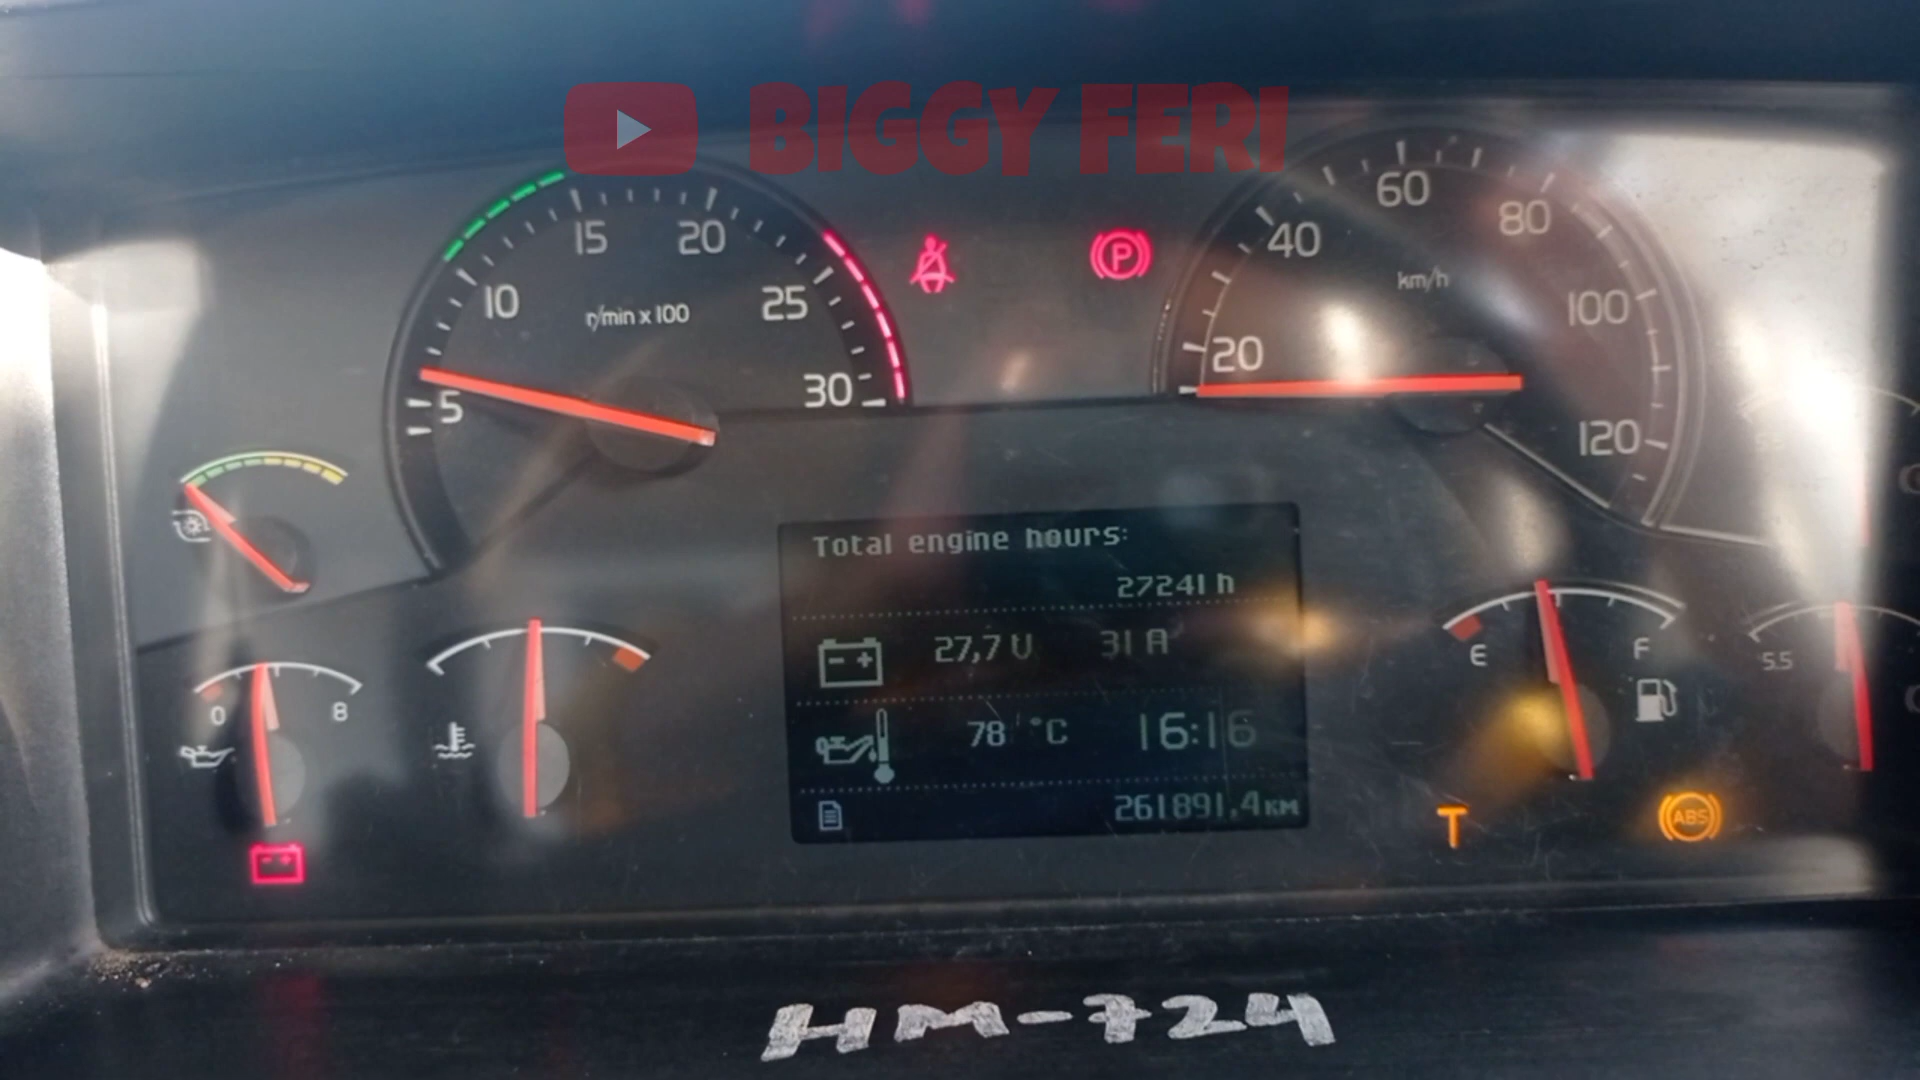 BIGGY FERI
5 10 15 20 25 30
r/min x 100
P
20 40 60 80 100 120
km/h
Total engine hours:
27241 h
27,7 V 31 A
78 °C 16:16
261891,4 KM
0 8
E F
5.5
T
ABS
HM-724